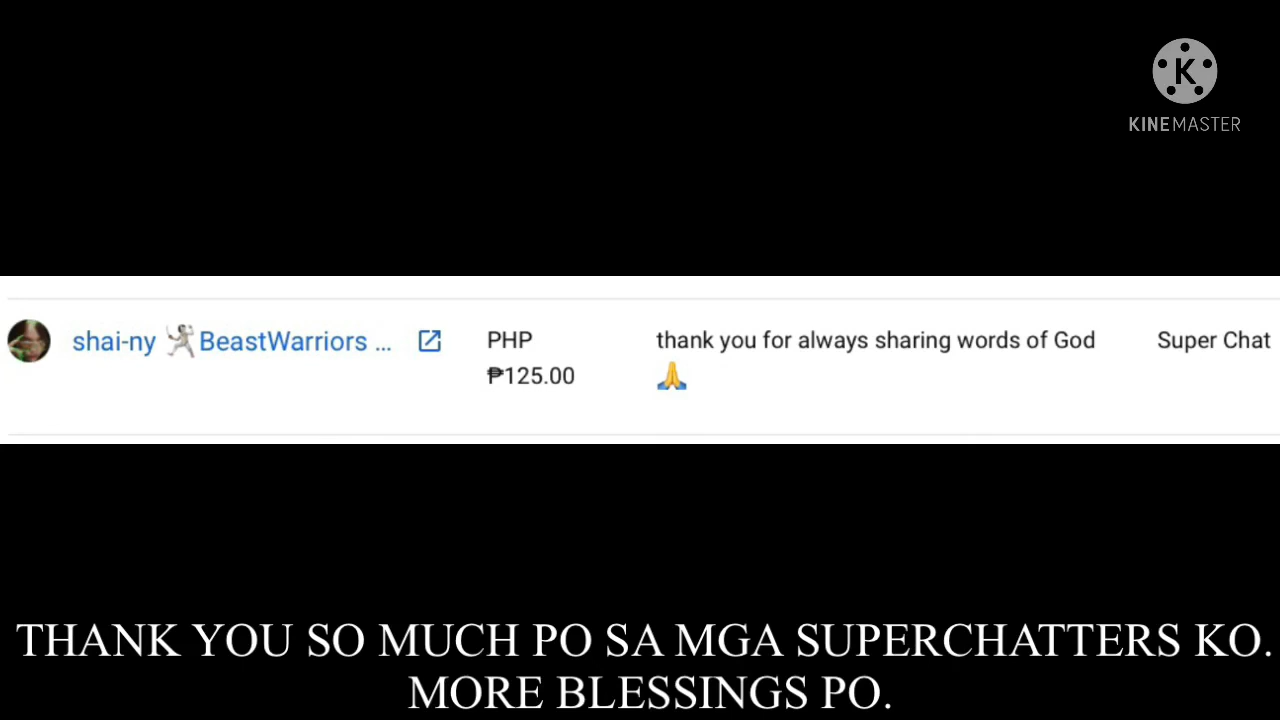 K
KINEMASTER
shai-ny 🤺BeastWarriors ...
PHP
₱125.00
thank you for always sharing words of God
🙏
Super Chat
THANK YOU SO MUCH PO SA MGA SUPERCHATTERS KO.
MORE BLESSINGS PO.